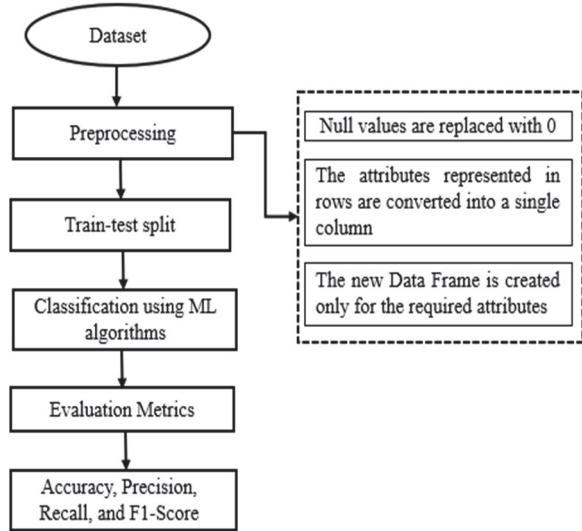 Dataset
Preprocessing
Null values are replaced with 0
The attributes represented in
rows are converted into a single
column
The new Data Frame is created
only for the required attributes
Train-test split
Classification using ML
algorithms
Evaluation Metrics
Accuracy, Precision,
Recall, and F1-Score